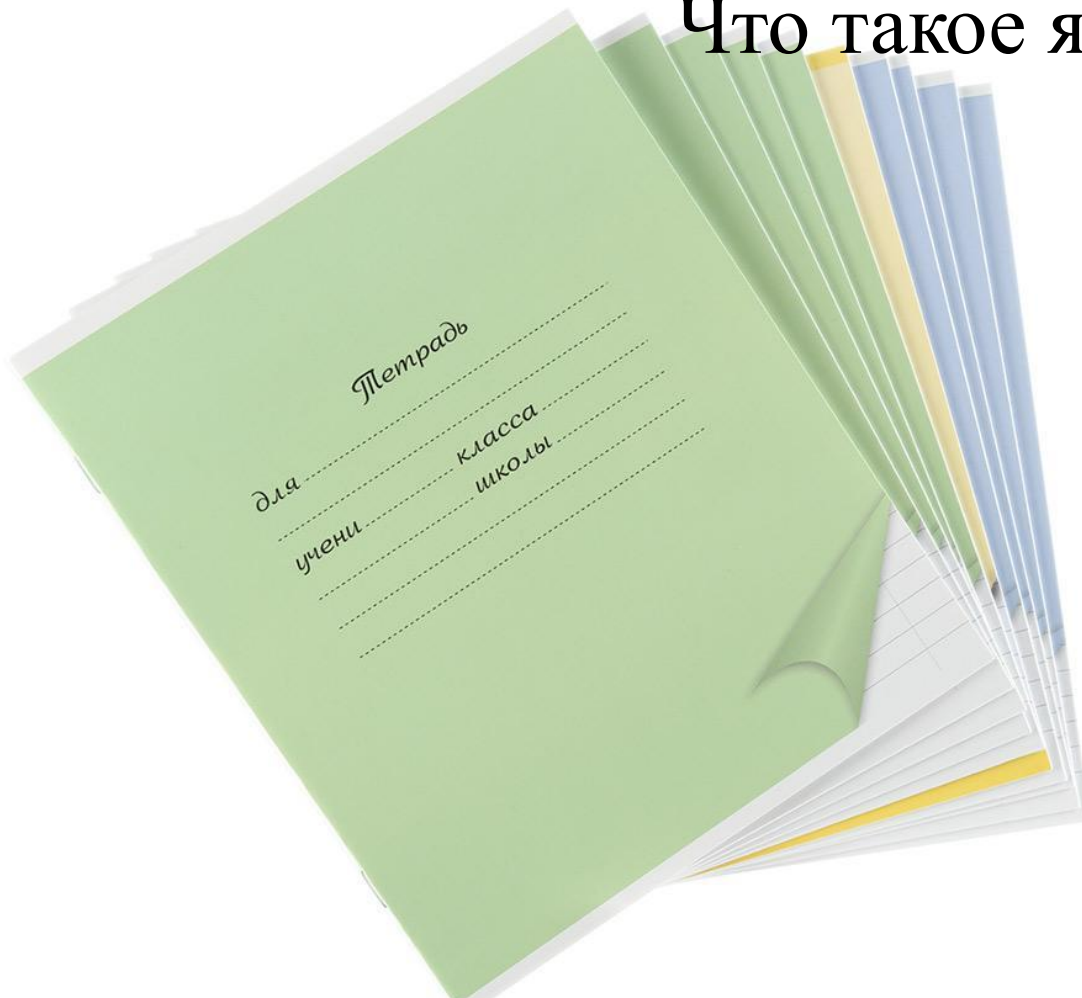 Что такое я
Тетрадь
для
учени класса
школы